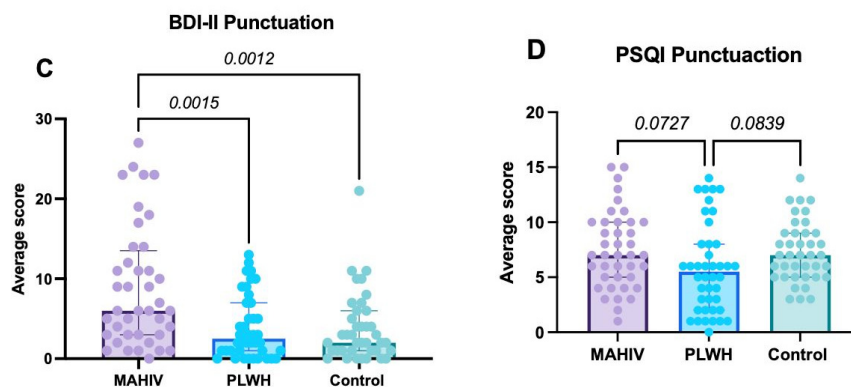 BDI-II Punctuation
C
0.0012
0.0015
30
20
10
0
Average score
MAHIV PLWH Control
D
PSQI Punctuaction
0.0727 0.0839
20
15
10
5
0
Average score
MAHIV PLWH Control